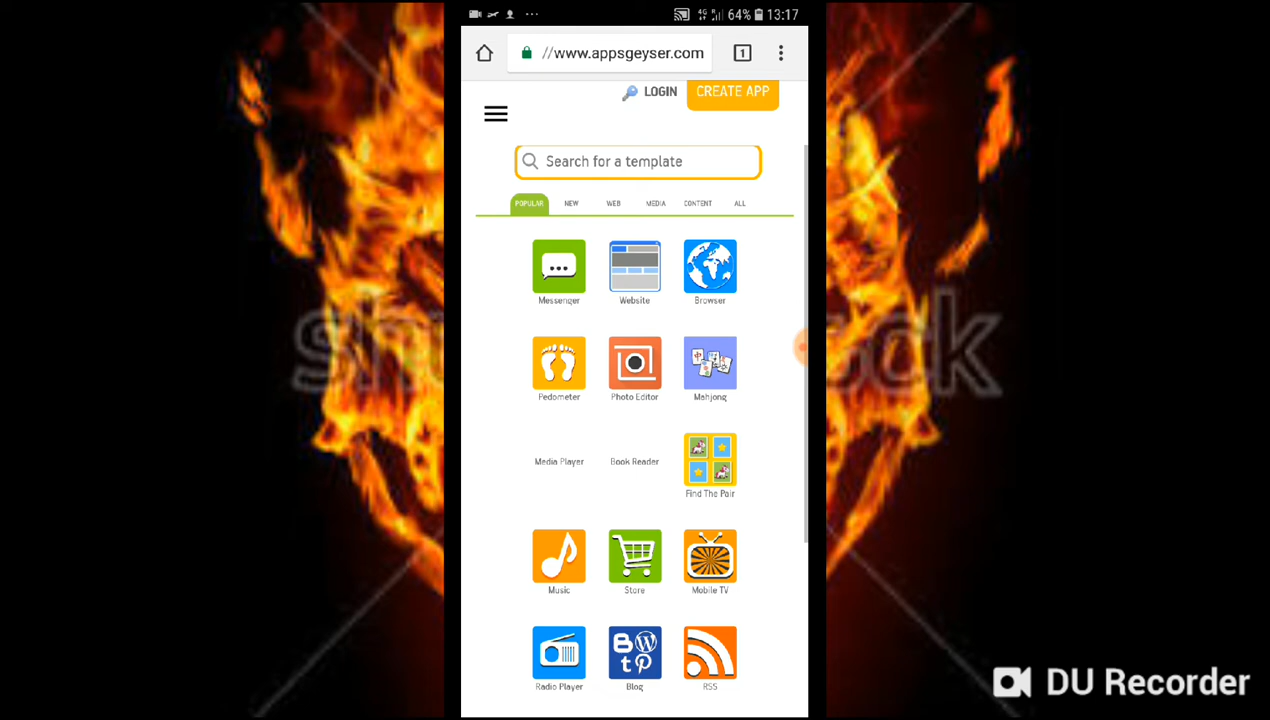 4G 64% 13:17
//www.appsgeyser.com 1
LOGIN CREATE APP
Search for a template
POPULAR NEW WEB MEDIA CONTENT ALL
Messenger Website Browser
Pedometer Photo Editor Mahjong
Media Player Book Reader
Find The Pair
Music Store Mobile TV
Radio Player Blog RSS
DU Recorder